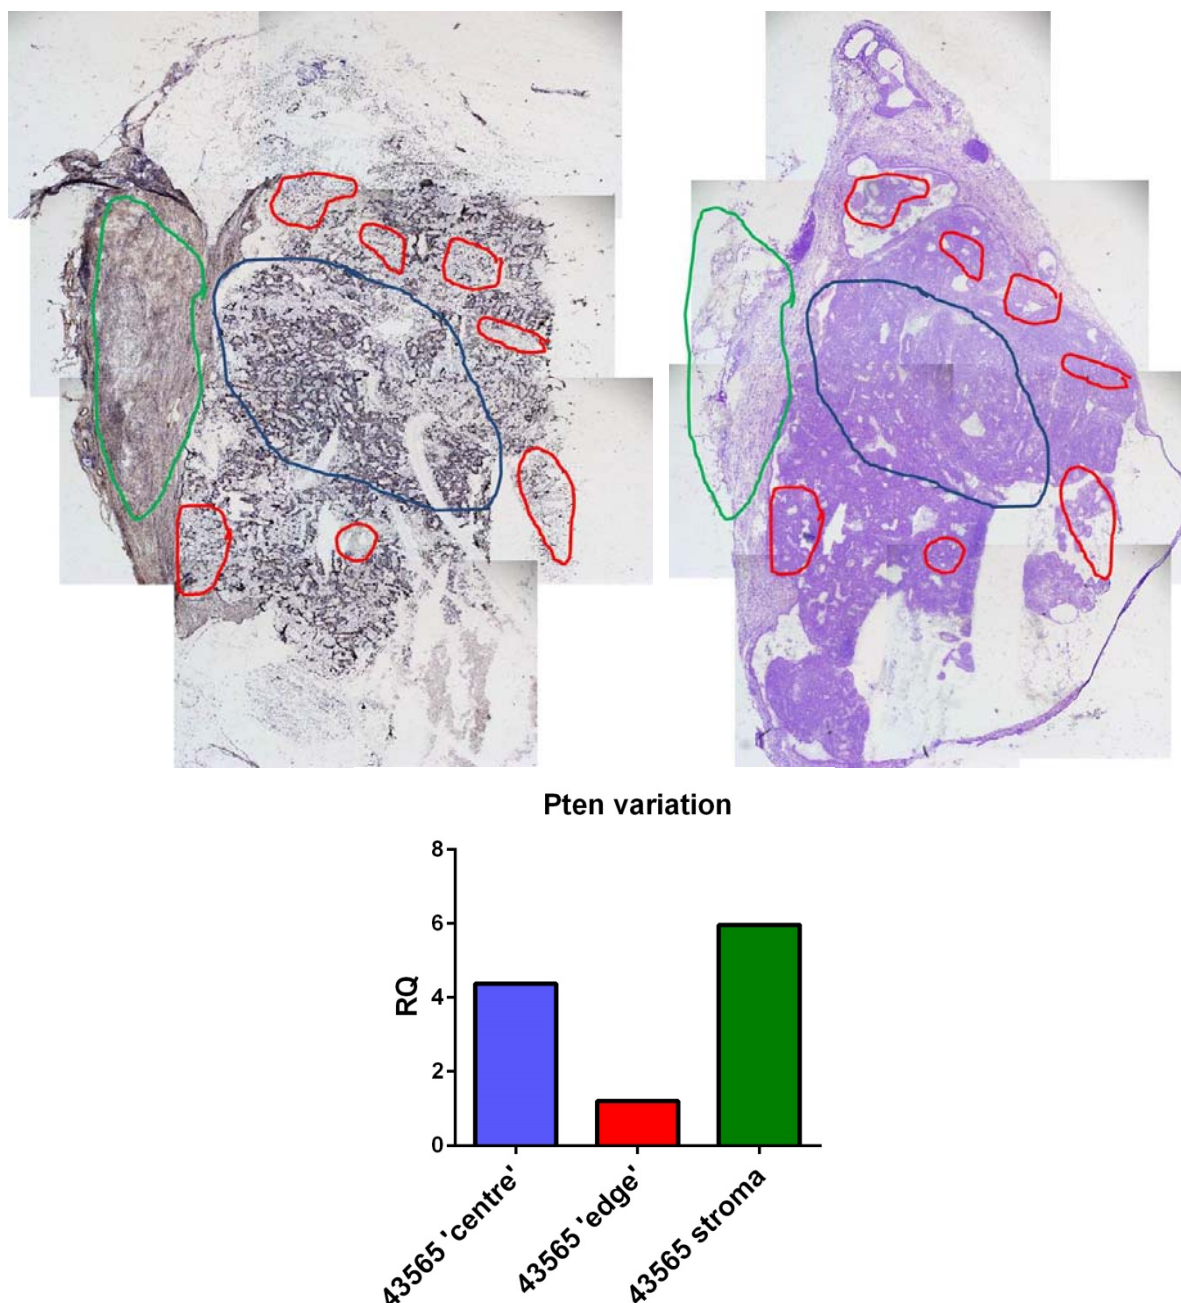 Pten variation
8
6
4
2
0
RQ
43565 'centre'
43565 'edge'
43565 stroma